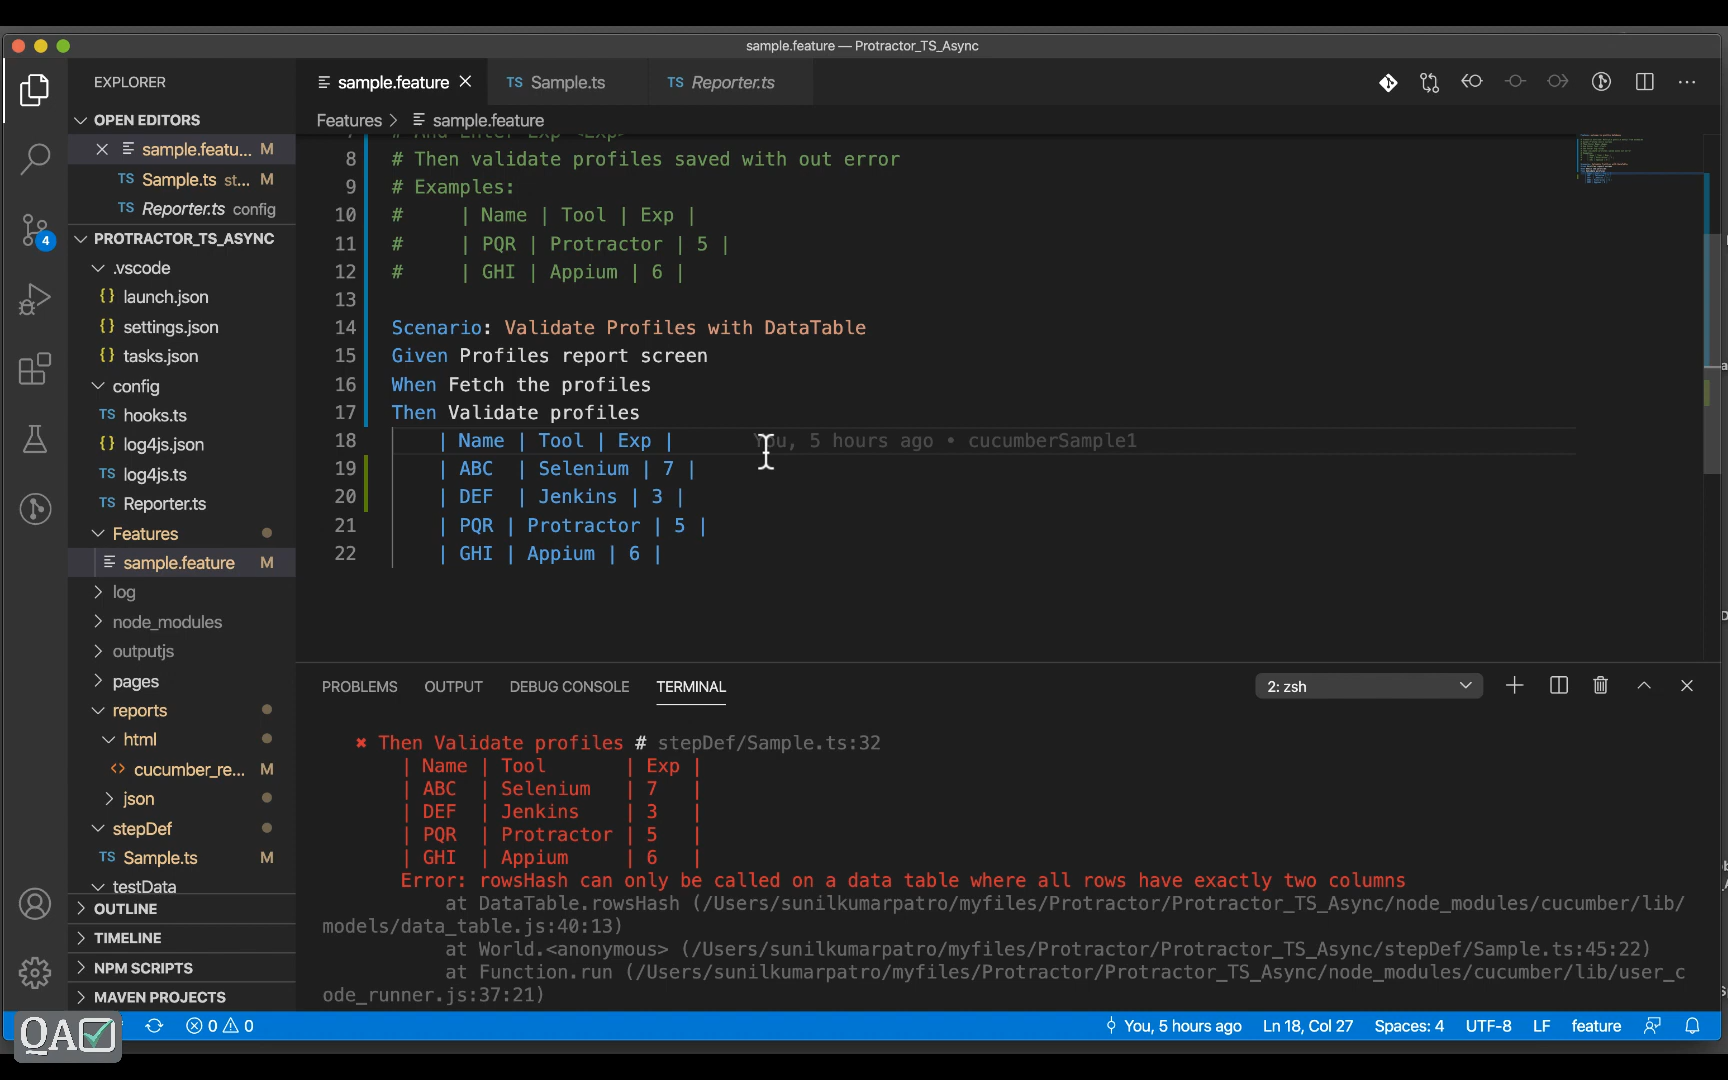 sample.feature — Protractor_TS_Async
EXPLORER
sample.feature
TS Sample.ts
TS Reporter.ts
OPEN EDITORS
Features > sample.feature
sample.featu... M
TS Sample.ts st... M
TS Reporter.ts config
PROTRACTOR_TS_ASYNC
.vscode
{} launch.json
{} settings.json
{} tasks.json
config
TS hooks.ts
{} log4js.json
TS log4js.ts
TS Reporter.ts
Features
sample.feature M
log
node_modules
outputjs
pages
reports
html
<> cucumber_re... M
json
stepDef
TS Sample.ts M
testData
OUTLINE
TIMELINE
NPM SCRIPTS
MAVEN PROJECTS
4
7 # And Enter Exp <Exp>
8 # Then validate profiles saved with out error
9 # Examples:
10 # | Name | Tool | Exp |
11 # | PQR | Protractor | 5 |
12 # | GHI | Appium | 6 |
13
14 Scenario: Validate Profiles with DataTable
15 Given Profiles report screen
16 When Fetch the profiles
17 Then Validate profiles
18 | Name | Tool | Exp | You, 5 hours ago • cucumberSample1
19 | ABC | Selenium | 7 |
20 | DEF | Jenkins | 3 |
21 | PQR | Protractor | 5 |
22 | GHI | Appium | 6 |
PROBLEMS OUTPUT DEBUG CONSOLE TERMINAL 2: zsh
✖ Then Validate profiles # stepDef/Sample.ts:32
| Name | Tool | Exp |
| ABC | Selenium | 7 |
| DEF | Jenkins | 3 |
| PQR | Protractor | 5 |
| GHI | Appium | 6 |
Error: rowsHash can only be called on a data table where all rows have exactly two columns
at DataTable.rowsHash (/Users/sunilkumarpatro/myfiles/Protractor/Protractor_TS_Async/node_modules/cucumber/lib/
models/data_table.js:40:13)
at World.<anonymous> (/Users/sunilkumarpatro/myfiles/Protractor/Protractor_TS_Async/stepDef/Sample.ts:45:22)
at Function.run (/Users/sunilkumarpatro/myfiles/Protractor/Protractor_TS_Async/node_modules/cucumber/lib/user_c
ode_runner.js:37:21)
QA
0 0
You, 5 hours ago Ln 18, Col 27 Spaces: 4 UTF-8 LF feature